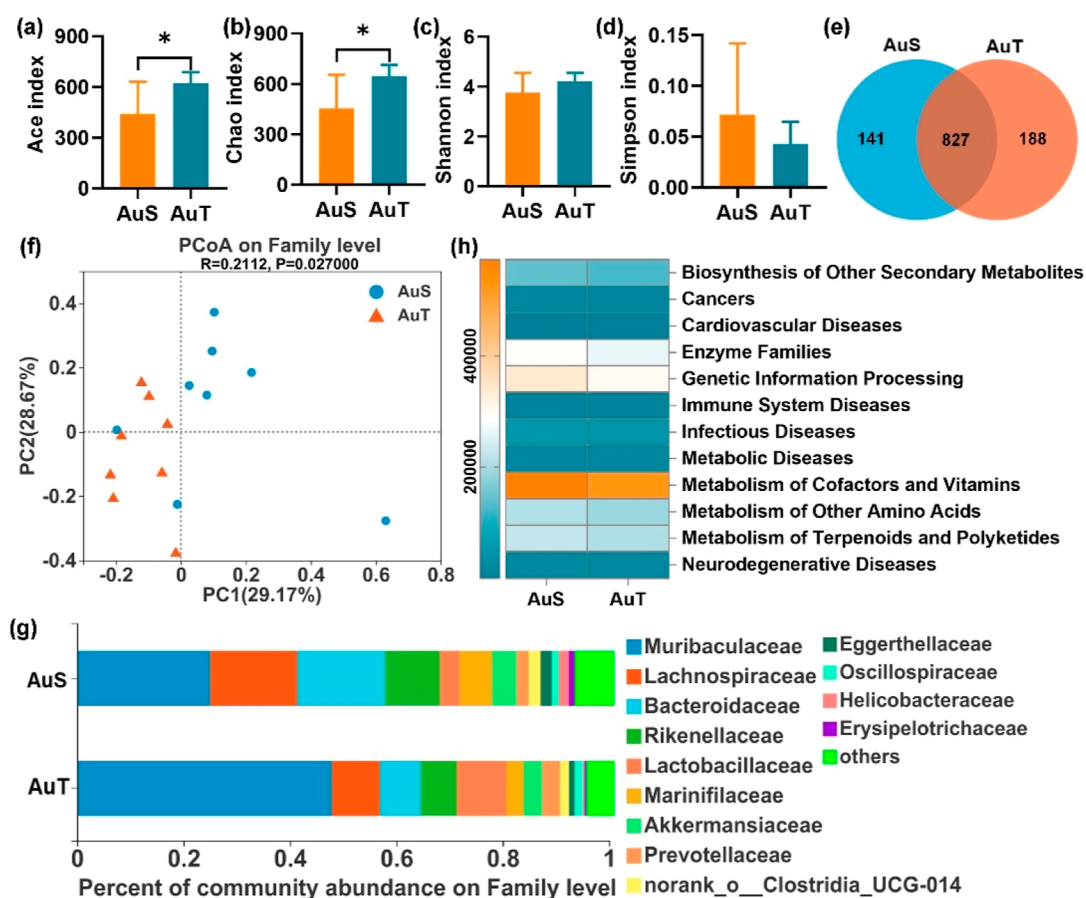 (a)
Ace index
900
600
300
0
*
AuS
AuT
(b)
Chao index
900
600
300
0
*
AuS
AuT
(c)
Shannon index
6
4
2
0
AuS
AuT
(d)
Simpson index
0.15
0.10
0.05
0.00
AuS
AuT
(e)
AuS
AuT
141
827
188
(f)
PCoA on Family level
R=0.2112, P=0.027000
AuS
AuT
PC2(28.67%)
0.4
0.2
0
-0.2
-0.4
-0.2
0
0.2
0.4
0.6
0.8
PC1(29.17%)
(h)
400000
200000
Biosynthesis of Other Secondary Metabolites
Cancers
Cardiovascular Diseases
Enzyme Families
Genetic Information Processing
Immune System Diseases
Infectious Diseases
Metabolic Diseases
Metabolism of Cofactors and Vitamins
Metabolism of Other Amino Acids
Metabolism of Terpenoids and Polyketides
Neurodegenerative Diseases
AuS
AuT
(g)
AuS
AuT
0
0.2
0.4
0.6
0.8
1
Percent of community abundance on Family level
Muribaculaceae
Lachnospiraceae
Bacteroidaceae
Rikenellaceae
Lactobacillaceae
Marinifilaceae
Akkermansiaceae
Prevotellaceae
norank_o__Clostridia_UCG-014
Eggerthellaceae
Oscillospiraceae
Helicobacteraceae
Erysipelotrichaceae
others